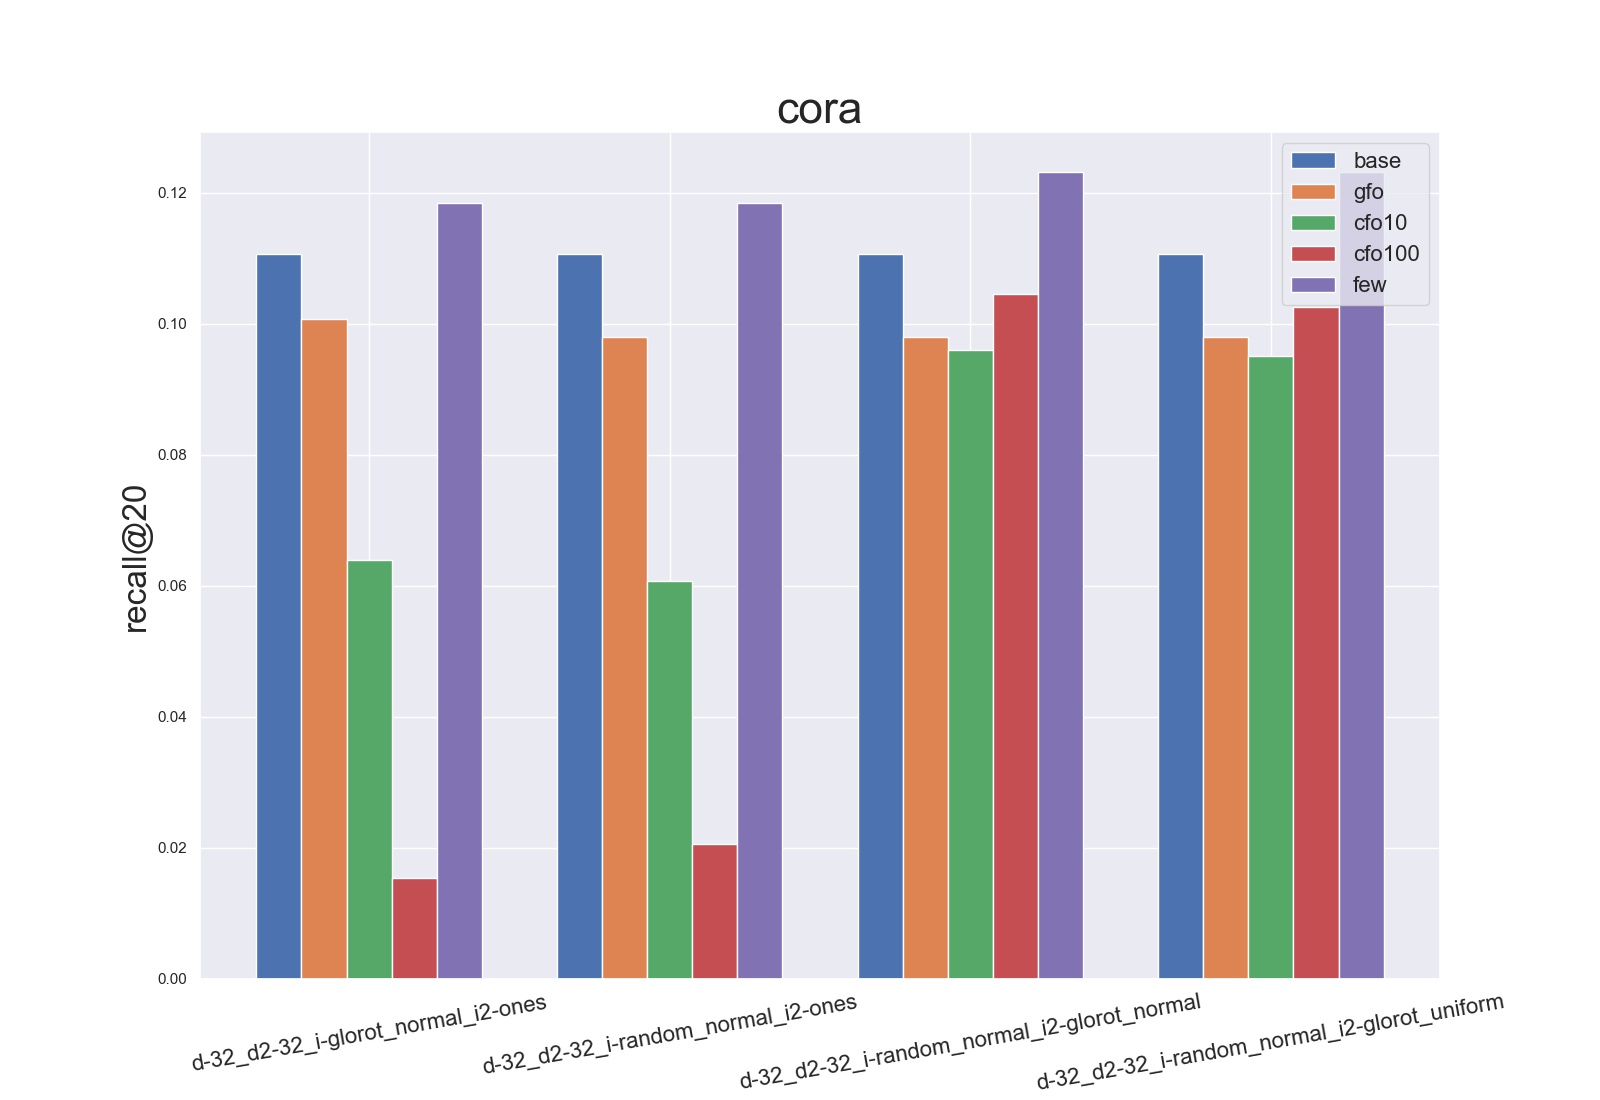 cora
recall@20
0.12
0.10
0.08
0.06
0.04
0.02
0.00
base
gfo
cfo10
cfo100
few
d-32_d2-32_i-glorot_normal_i2-ones
d-32_d2-32_i-random_normal_i2-ones
d-32_d2-32_i-random_normal_i2-glorot_normal
d-32_d2-32_i-random_normal_i2-glorot_uniform